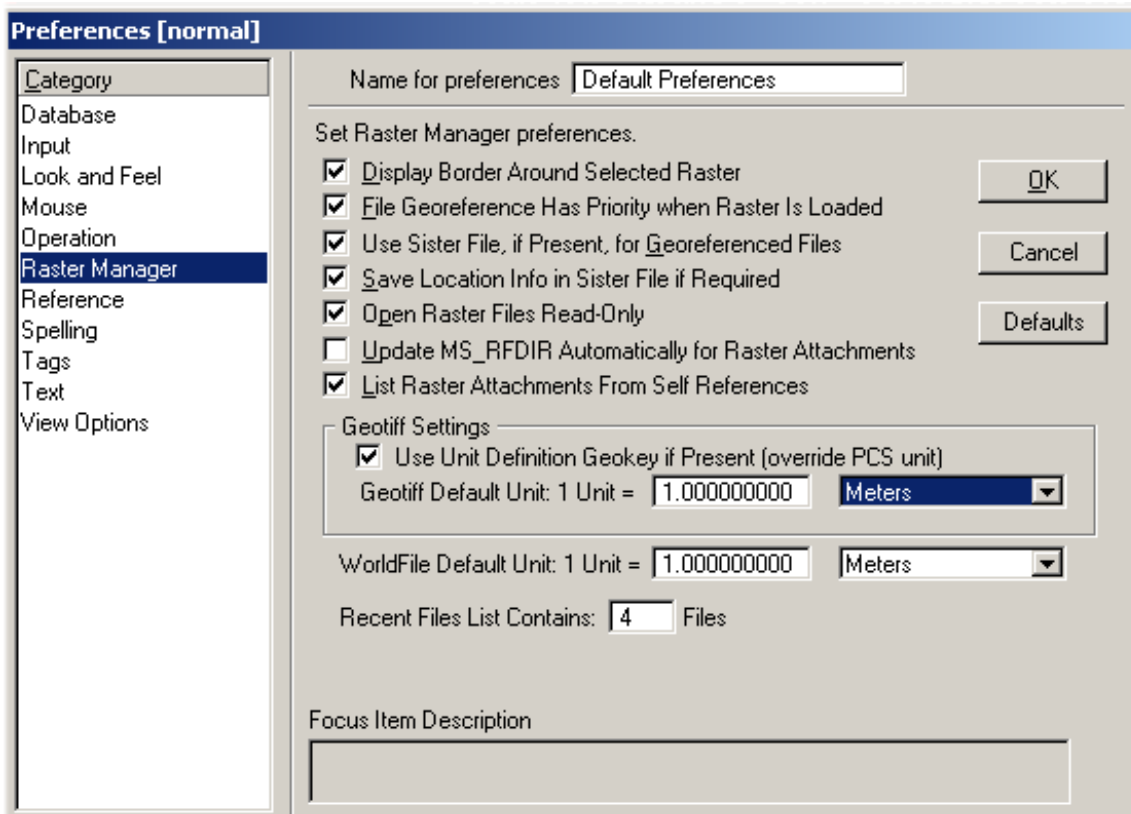 Preferences [normal]
Category
Database
Input
Look and Feel
Mouse
Operation
Raster Manager
Reference
Spelling
Tags
Text
View Options
Name for preferences Default Preferences
Set Raster Manager preferences.
Display Border Around Selected Raster
File Georeference Has Priority when Raster Is Loaded
Use Sister File, if Present, for Georeferenced Files
Save Location Info in Sister File if Required
Open Raster Files Read-Only
Update MS_RFDIR Automatically for Raster Attachments
List Raster Attachments From Self References
OK
Cancel
Defaults
Geotiff Settings
Use Unit Definition Geokey if Present (override PCS unit)
Geotiff Default Unit: 1 Unit = 1.000000000 Meters
WorldFile Default Unit: 1 Unit = 1.000000000 Meters
Recent Files List Contains: 4 Files
Focus Item Description